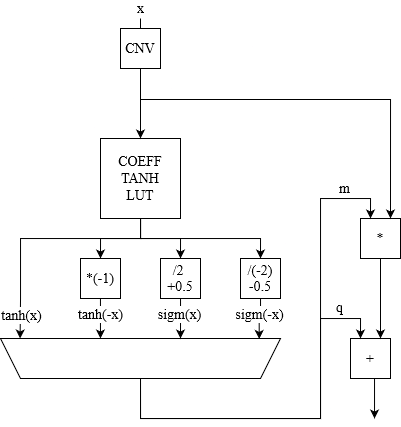 x
CNV
COEFF
TANH
LUT
m
*
*(-1)
/2
+0.5
/(-2)
-0.5
tanh(x)
tanh(-x)
sigm(x)
sigm(-x)
q
+